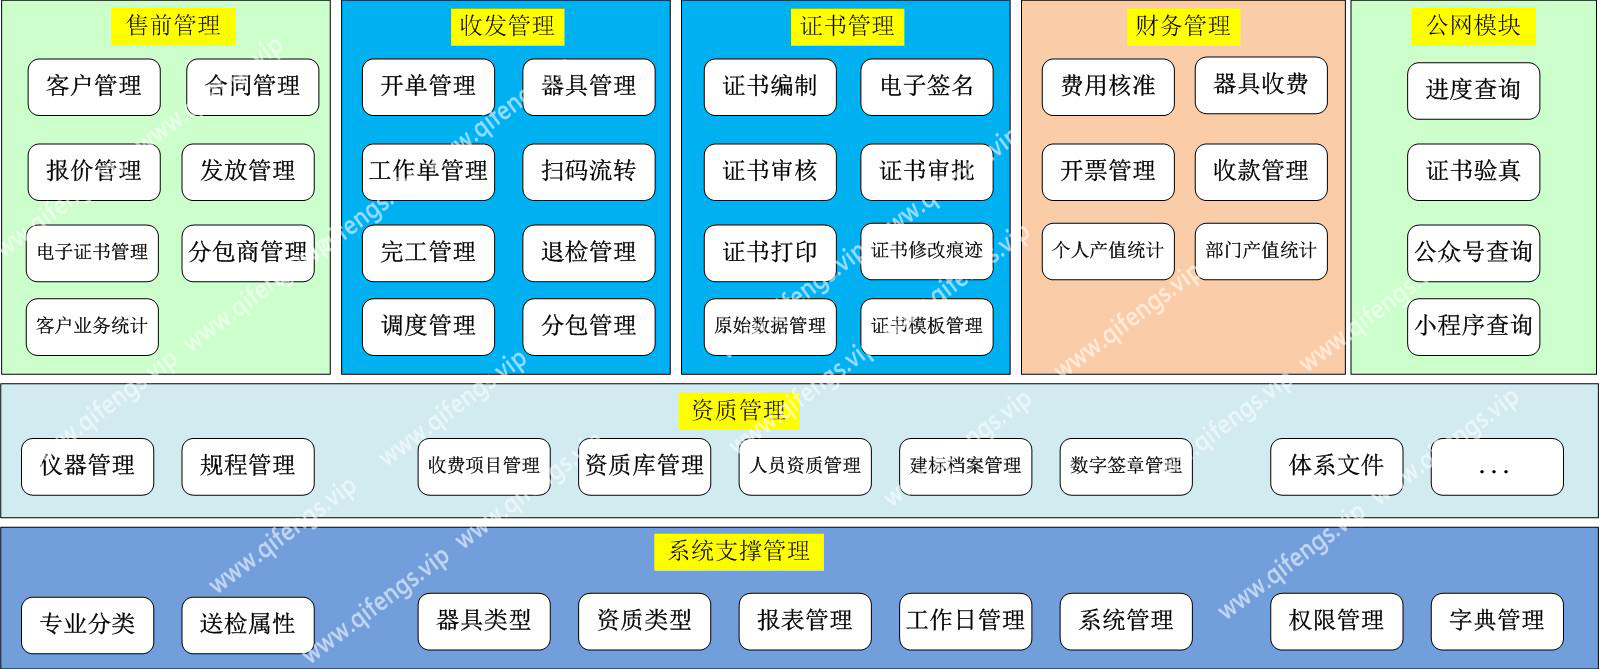 售前管理
客户管理 合同管理
报价管理 发放管理
电子证书管理 分包商管理
客户业务统计
收发管理
开单管理 器具管理
工作单管理 扫码流转
完工管理 退检管理
调度管理 分包管理
证书管理
证书编制 电子签名
证书审核 证书审批
证书打印 证书修改痕迹
原始数据管理 证书模板管理
财务管理
费用核准 器具收费
开票管理 收款管理
个人产值统计 部门产值统计
公网模块
进度查询
证书验真
公众号查询
小程序查询
资质管理
仪器管理 规程管理 收费项目管理 资质库管理 人员资质管理 建标档案管理 数字签章管理 体系文件 ...
系统支撑管理
专业分类 送检属性 器具类型 资质类型 报表管理 工作日管理 系统管理 权限管理 字典管理
www.qifengs.vip